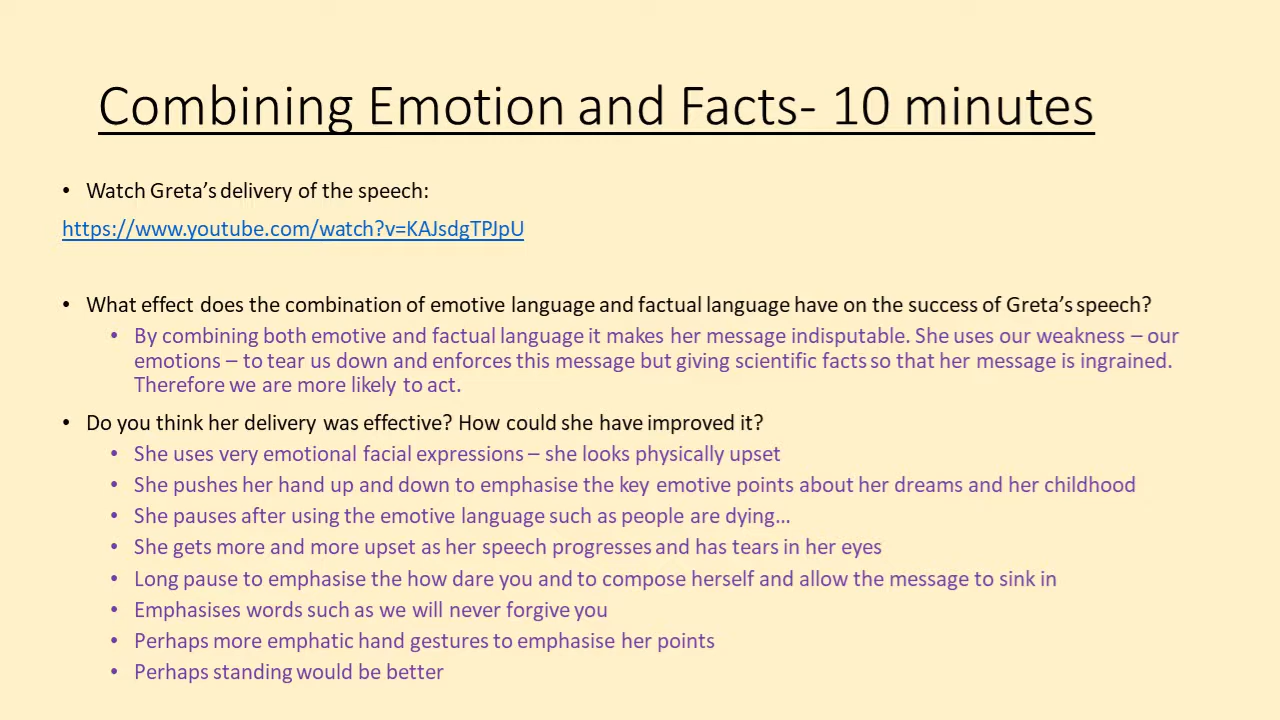 Combining Emotion and Facts- 10 minutes
• Watch Greta’s delivery of the speech:
https://www.youtube.com/watch?v=KAJsdgTPJpU
• What effect does the combination of emotive language and factual language have on the success of Greta’s speech?
• By combining both emotive and factual language it makes her message indisputable. She uses our weakness – our
emotions – to tear us down and enforces this message but giving scientific facts so that her message is ingrained.
Therefore we are more likely to act.
• Do you think her delivery was effective? How could she have improved it?
• She uses very emotional facial expressions – she looks physically upset
• She pushes her hand up and down to emphasise the key emotive points about her dreams and her childhood
• She pauses after using the emotive language such as people are dying…
• She gets more and more upset as her speech progresses and has tears in her eyes
• Long pause to emphasise the how dare you and to compose herself and allow the message to sink in
• Emphasises words such as we will never forgive you
• Perhaps more emphatic hand gestures to emphasise her points
• Perhaps standing would be better